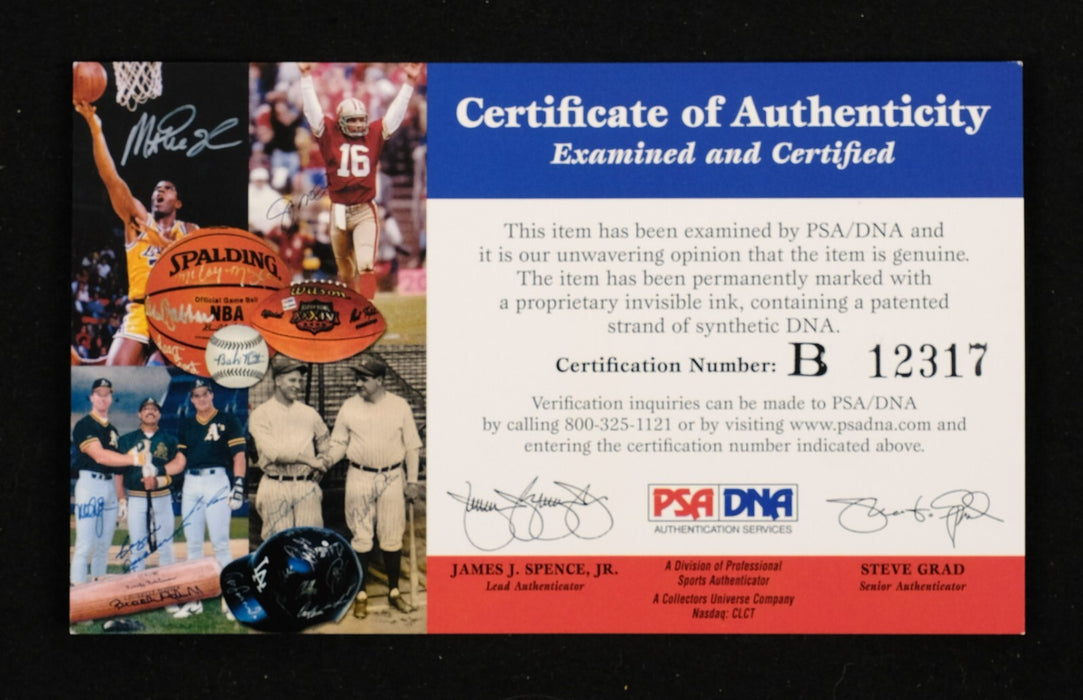 Certificate of Authenticity
Examined and Certified
This item has been examined by PSA/DNA and
it is our unwavering opinion that the item is genuine.
The item has been permanently marked with
a proprietary invisible ink, containing a patented
strand of synthetic DNA.
Certification Number: B 12317
Verification inquiries can be made to PSA/DNA
by calling 800-325-1121 or by visiting www.psadna.com and
entering the certification number indicated above.
PSA DNA
AUTHENTICATION SERVICES
JAMES J. SPENCE, JR.
Lead Authenticator
A Division of Professional
Sports Authenticator
A Collectors Universe Company
Nasdaq: CLCT
STEVE GRAD
Senior Authenticator
16
SPALDING
Official Game Ball
NBA
Wilson
XXXIV
A's
LA